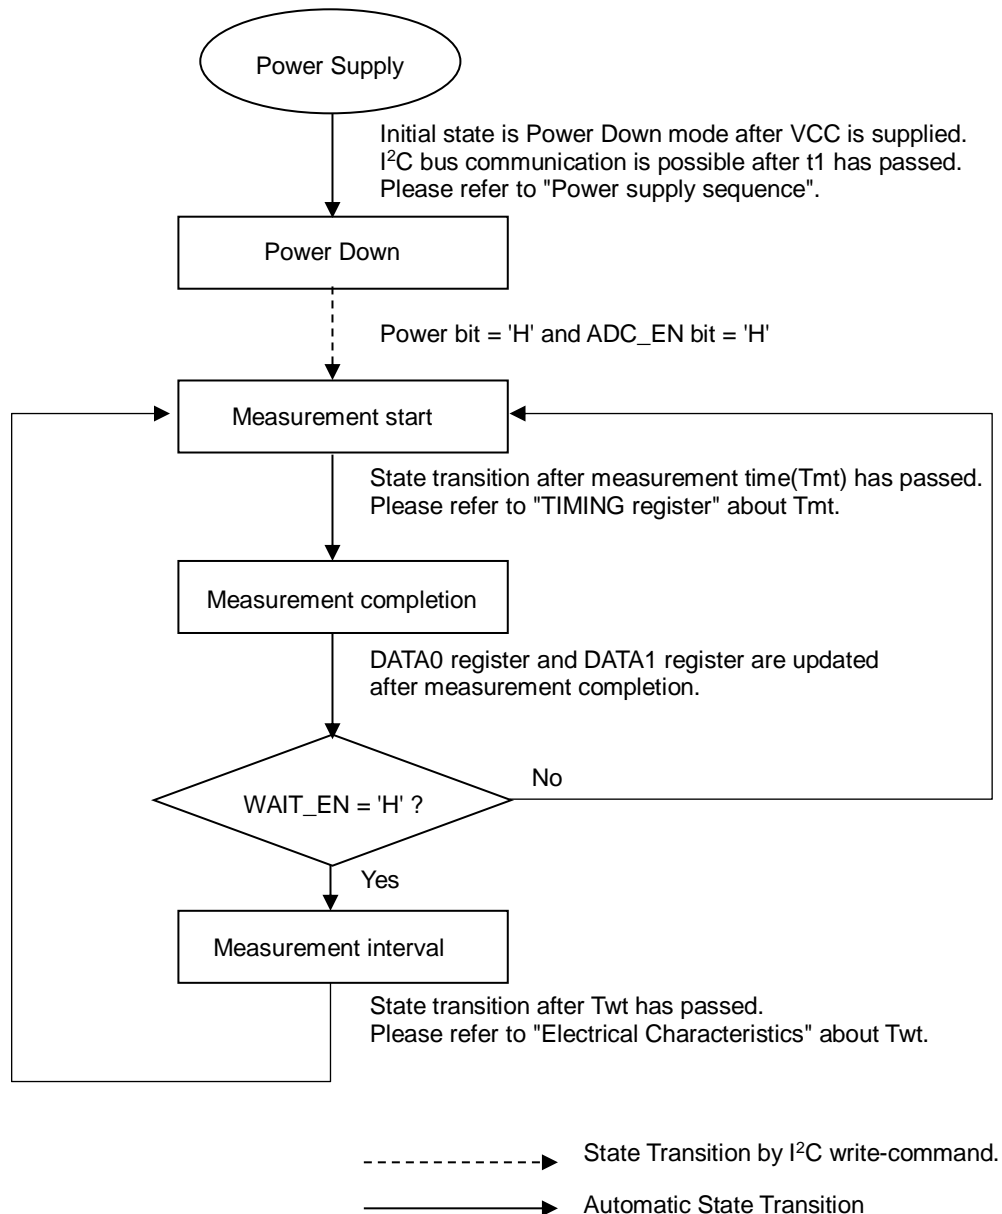 Power Supply
Initial state is Power Down mode after VCC is supplied.
I²C bus communication is possible after t1 has passed.
Please refer to "Power supply sequence".
Power Down
Power bit = 'H' and ADC_EN bit = 'H'
Measurement start
State transition after measurement time(Tmt) has passed.
Please refer to "TIMING register" about Tmt.
Measurement completion
DATA0 register and DATA1 register are updated
after measurement completion.
WAIT_EN = 'H' ?
No
Yes
Measurement interval
State transition after Twt has passed.
Please refer to "Electrical Characteristics" about Twt.
State Transition by I²C write-command.
Automatic State Transition